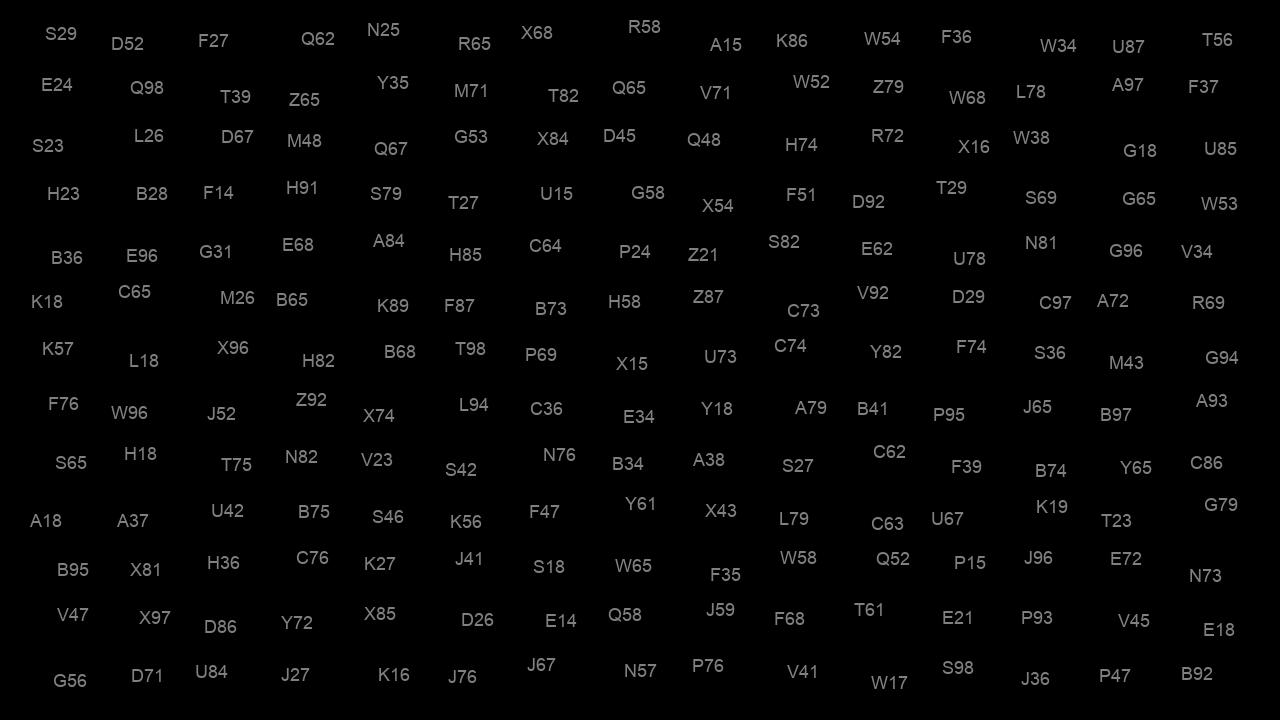 S29 D52 F27 Q62 N25 R65 X68 R58 A15 K86 W54 F36 W34 U87 T56
E24 Q98 T39 Z65 Y35 M71 T82 Q65 V71 W52 Z79 W68 L78 A97 F37
S23 L26 D67 M48 Q67 G53 X84 D45 Q48 H74 R72 X16 W38 G18 U85
H23 B28 F14 H91 S79 T27 U15 G58 X54 F51 D92 T29 S69 G65 W53
B36 E96 G31 E68 A84 H85 C64 P24 Z21 S82 E62 U78 N81 G96 V34
K18 C65 M26 B65 K89 F87 B73 H58 Z87 C73 V92 D29 C97 A72 R69
K57 L18 X96 H82 B68 T98 P69 X15 U73 C74 Y82 F74 S36 M43 G94
F76 W96 J52 Z92 X74 L94 C36 E34 Y18 A79 B41 P95 J65 B97 A93
S65 H18 T75 N82 V23 S42 N76 B34 A38 S27 C62 F39 B74 Y65 C86
A18 A37 U42 B75 S46 K56 F47 Y61 X43 L79 C63 U67 K19 T23 G79
B95 X81 H36 C76 K27 J41 S18 W65 F35 W58 Q52 P15 J96 E72 N73
V47 X97 D86 Y72 X85 D26 E14 Q58 J59 F68 T61 E21 P93 V45 E18
G56 D71 U84 J27 K16 J76 J67 N57 P76 V41 W17 S98 J36 P47 B92